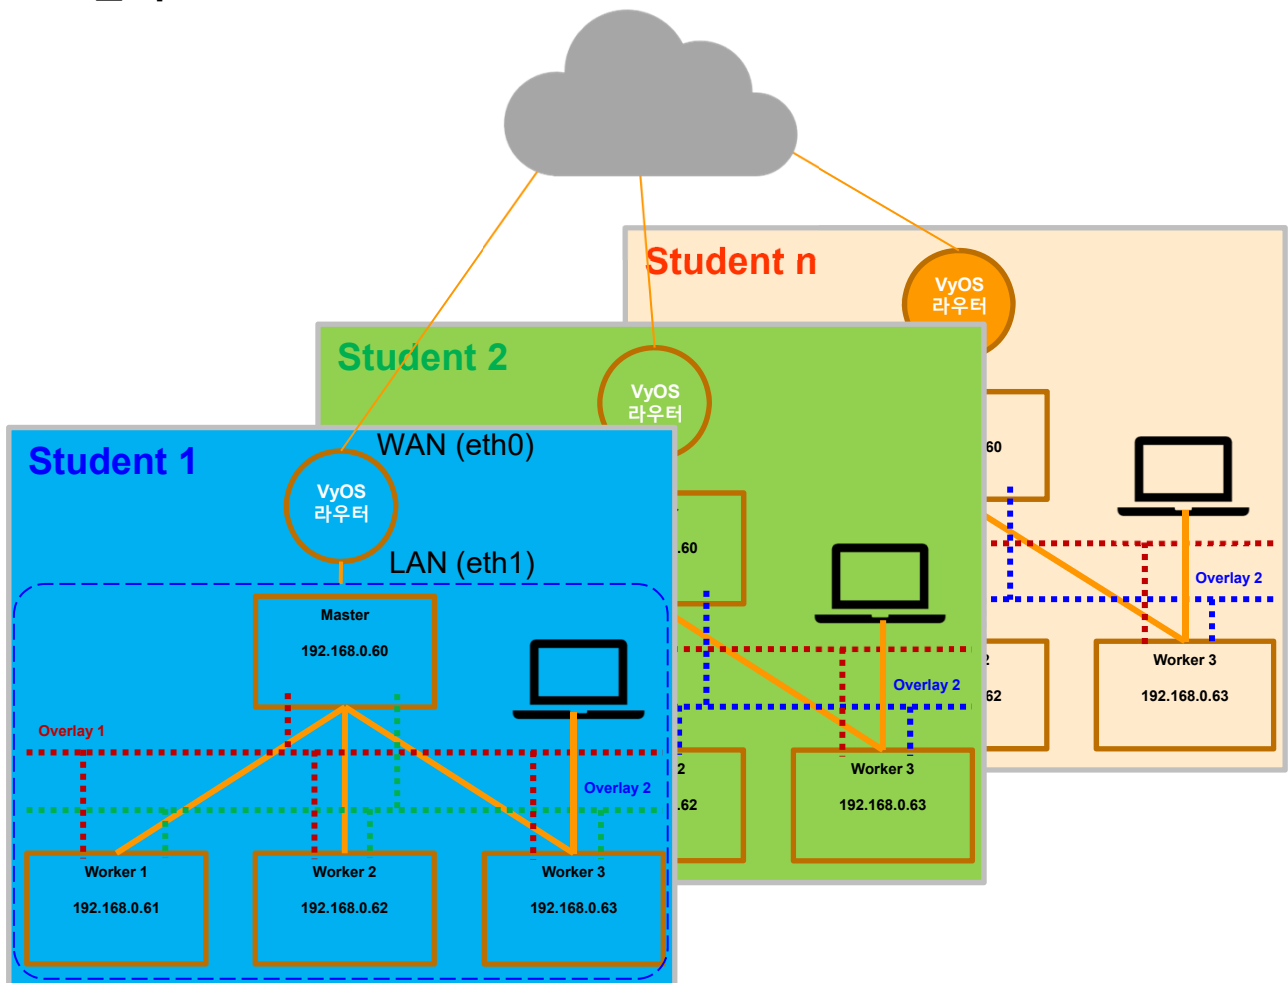 Student n
VyOS
라우터
60
Overlay 2
Worker 3
192.168.0.63
62
Student 2
VyOS
라우터
.60
Overlay 2
2
.62
Worker 3
192.168.0.63
Student 1
WAN (eth0)
VyOS
라우터
LAN (eth1)
Master
192.168.0.60
Overlay 1
Overlay 2
Worker 1
192.168.0.61
Worker 2
192.168.0.62
Worker 3
192.168.0.63